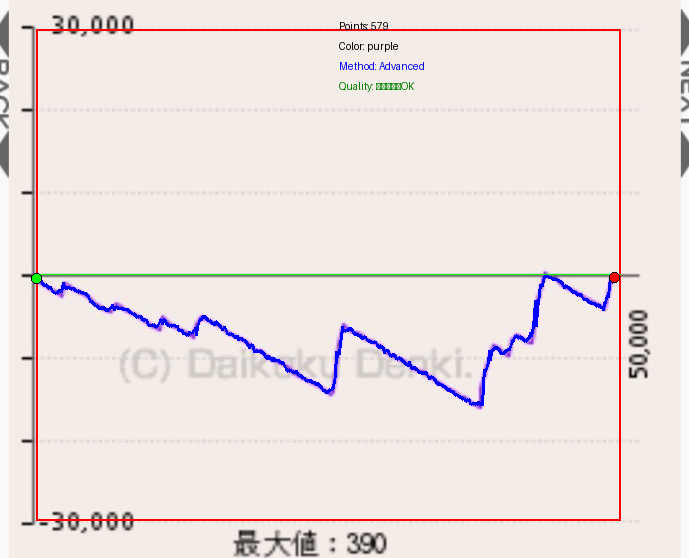 30,000
Points: 579
Color: purple
Method: Advanced
Quality: OK
BACK
NEXT
50,000
(C) Daikoku Denki.
-30,000
最大値：390